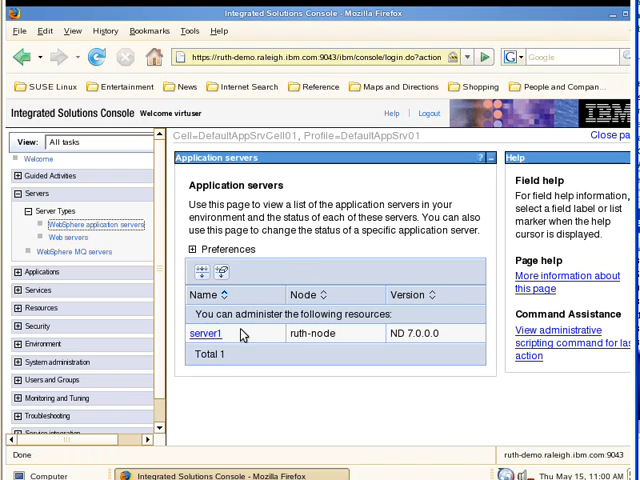 Integrated Solutions Console - Mozilla Firefox
File Edit View History Bookmarks Tools Help
https://ruth-demo.raleigh.ibm.com:9043/ibm/console/login.do?action
G Google
SUSE Linux Entertainment News Internet Search Reference Maps and Directions Shopping People and Compan...
Integrated Solutions Console Welcome virtuser
Help Logout
IBM
Cell=DefaultAppSrvCell01, Profile=DefaultAppSrv01
Close pa
View: All tasks
Welcome
Guided Activities
Servers
Server Types
WebSphere application servers
Web servers
WebSphere MQ servers
Applications
Services
Resources
Security
Environment
System administration
Users and Groups
Monitoring and Tuning
Troubleshooting
Service integration
Application servers
?
Application servers
Use this page to view a list of the application servers in your
environment and the status of each of these servers. You can also
use this page to change the status of a specific application server.
Preferences
Name Node Version
You can administer the following resources:
server1 ruth-node ND 7.0.0.0
Total 1
Help
Field help
For field help information,
select a field label or list
marker when the help
cursor is displayed.
Page help
More information about
this page
Command Assistance
View administrative
scripting command for las
action
Done
ruth-demo.raleigh.ibm.com:9043
Computer
Integrated Solutions Console - Mozilla Firefox
Thu May 15, 11:00 AM